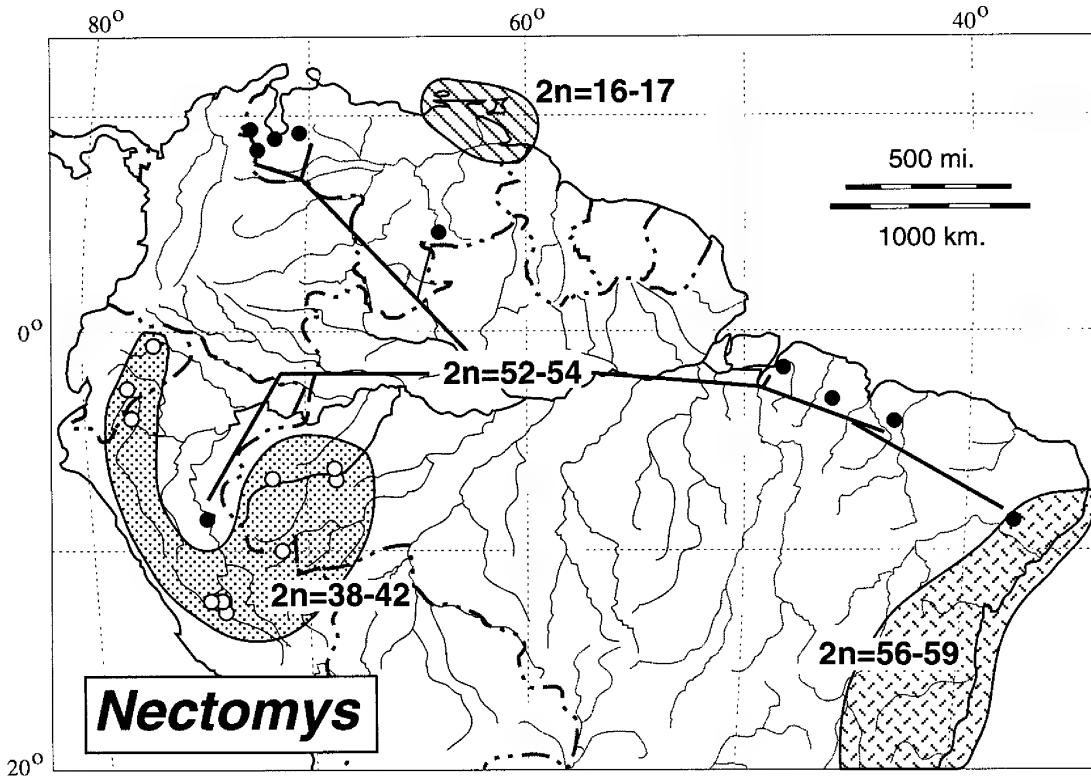 80° 60° 40°
2n=16-17
500 mi.
1000 km.
0°
2n=52-54
2n=38-42
2n=56-59
Nectomys
20°